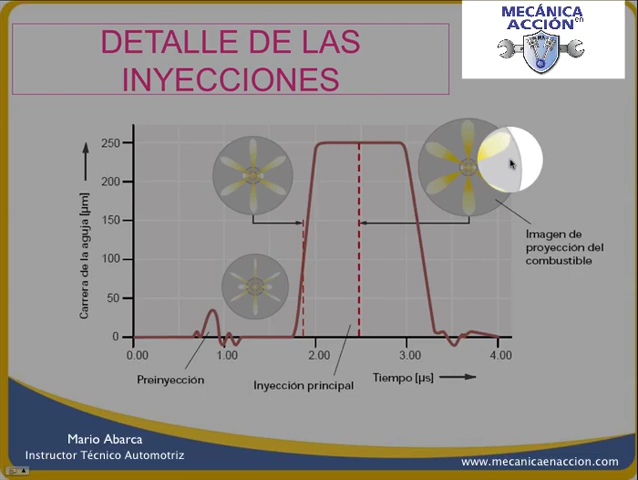 MECÁNICA
EN
ACCIÓN
DETALLE DE LAS
INYECCIONES
Carrera de la aguja [µm]
250
200
150
100
50
0
0.00
1.00
2.00
3.00
4.00
Preinyección
Inyección principal
Tiempo [µs]
Imagen de
proyección del
combustible
Mario Abarca
Instructor Técnico Automotriz
www.mecanicaenaccion.com